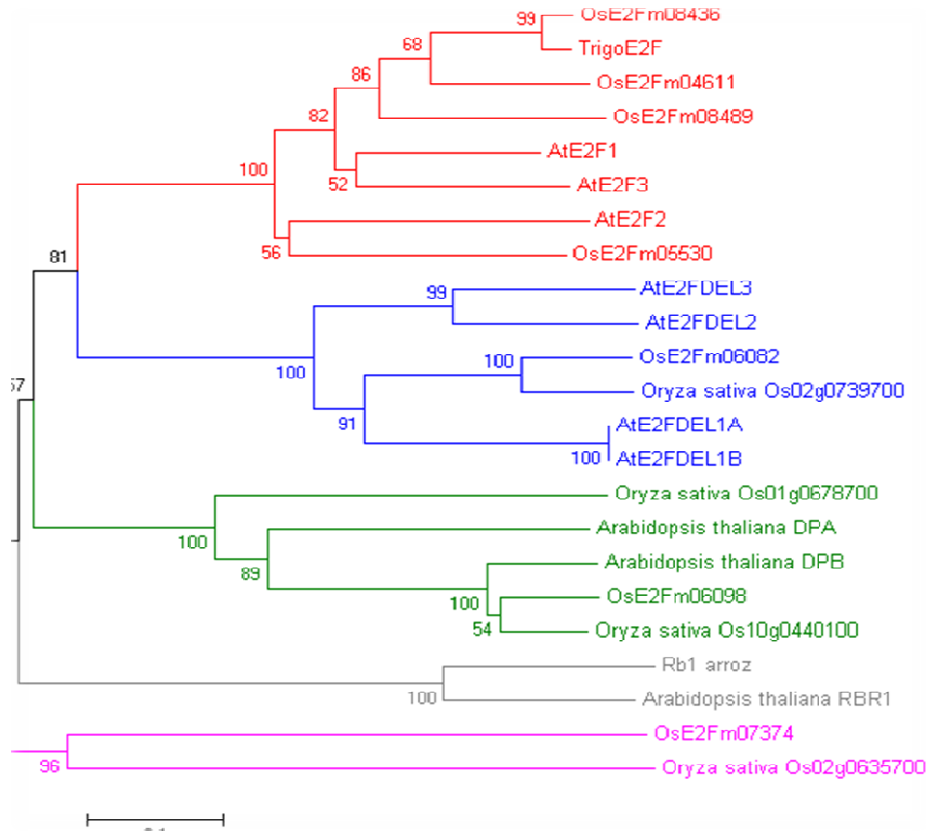 99
OsE2Fm08436
TrigoE2F
68
OsE2Fm04611
86
OsE2Fm08489
82
AtE2F1
52
AtE2F3
100
AtE2F2
56
OsE2Fm05530
81
99
AtE2FDEL3
AtE2FDEL2
100
100
OsE2Fm06082
Oryza sativa Os02g0739700
91
AtE2FDEL1A
100
AtE2FDEL1B
Oryza sativa Os01g0678700
100
Arabidopsis thaliana DPA
89
Arabidopsis thaliana DPB
100
OsE2Fm06098
54
Oryza sativa Os10g0440100
Rb1 arroz
100
Arabidopsis thaliana RBR1
OsE2Fm07374
96
Oryza sativa Os02g0635700